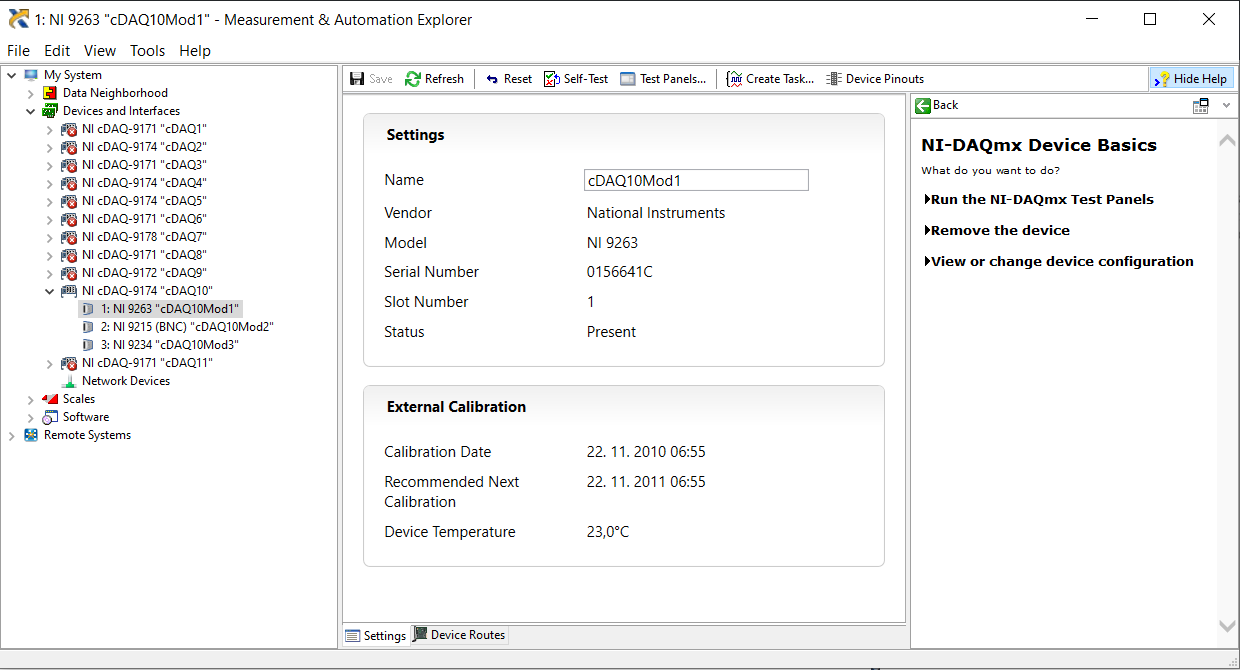 1: NI 9263 "cDAQ10Mod1" - Measurement & Automation Explorer
File Edit View Tools Help
My System
Data Neighborhood
Devices and Interfaces
NI cDAQ-9171 "cDAQ1"
NI cDAQ-9174 "cDAQ2"
NI cDAQ-9171 "cDAQ3"
NI cDAQ-9174 "cDAQ4"
NI cDAQ-9174 "cDAQ5"
NI cDAQ-9171 "cDAQ6"
NI cDAQ-9178 "cDAQ7"
NI cDAQ-9171 "cDAQ8"
NI cDAQ-9172 "cDAQ9"
NI cDAQ-9174 "cDAQ10"
1: NI 9263 "cDAQ10Mod1"
2: NI 9215 (BNC) "cDAQ10Mod2"
3: NI 9234 "cDAQ10Mod3"
NI cDAQ-9171 "cDAQ11"
Network Devices
Scales
Software
Remote Systems
Save Refresh Reset Self-Test Test Panels... Create Task... Device Pinouts Hide Help
Settings
Name cDAQ10Mod1
Vendor National Instruments
Model NI 9263
Serial Number 0156641C
Slot Number 1
Status Present
External Calibration
Calibration Date 22. 11. 2010 06:55
Recommended Next 22. 11. 2011 06:55
Calibration
Device Temperature 23,0°C
Settings Device Routes
Back
NI-DAQmx Device Basics
What do you want to do?
Run the NI-DAQmx Test Panels
Remove the device
View or change device configuration